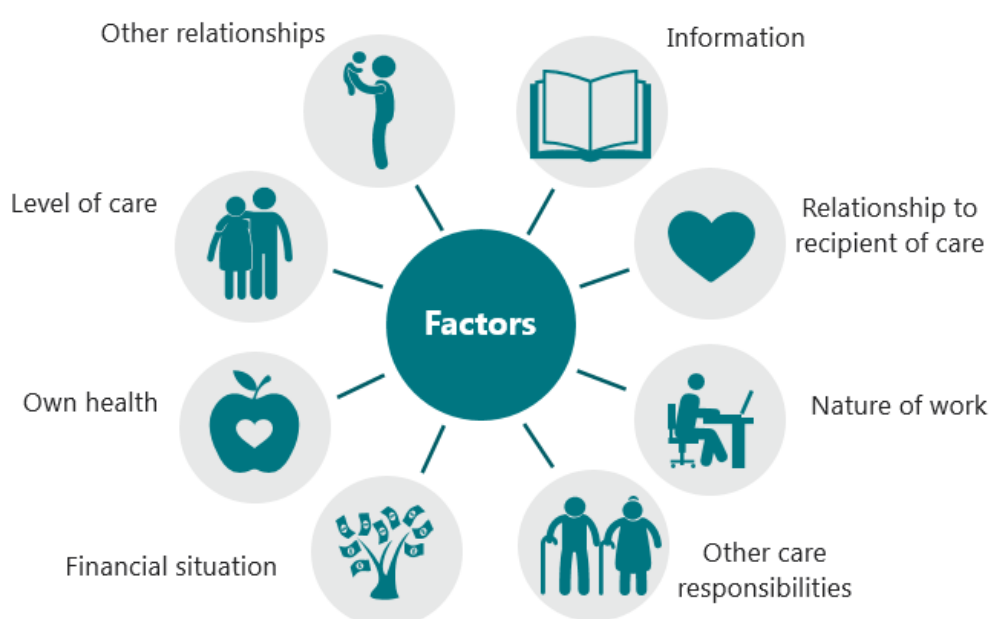 Other relationships
Information
Level of care
Relationship to
recipient of care
Factors
Own health
Nature of work
Financial situation
Other care
responsibilities